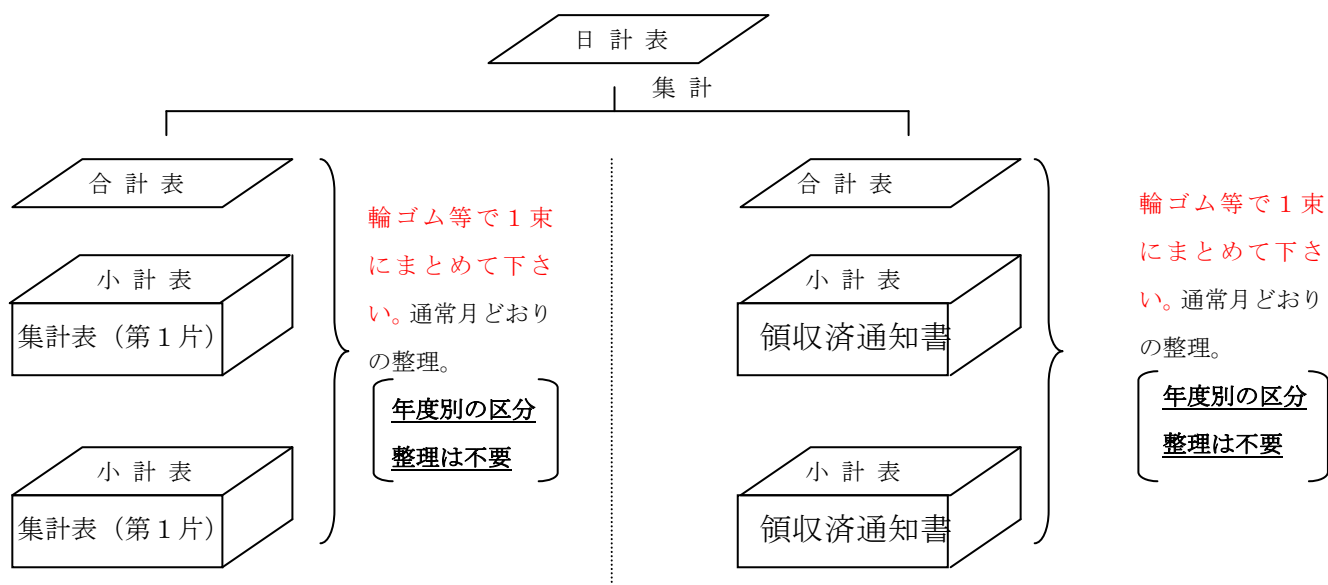 日 計 表
集 計
合 計 表
小 計 表
集計表（第１片）
小 計 表
集計表（第１片）
輪ゴム等で１束
にまとめて下さ
い。通常月どおり
の整理。
年度別の区分
整理は不要
合 計 表
小 計 表
領収済通知書
小 計 表
領収済通知書
輪ゴム等で１束
にまとめて下さ
い。通常月どおり
の整理。
年度別の区分
整理は不要